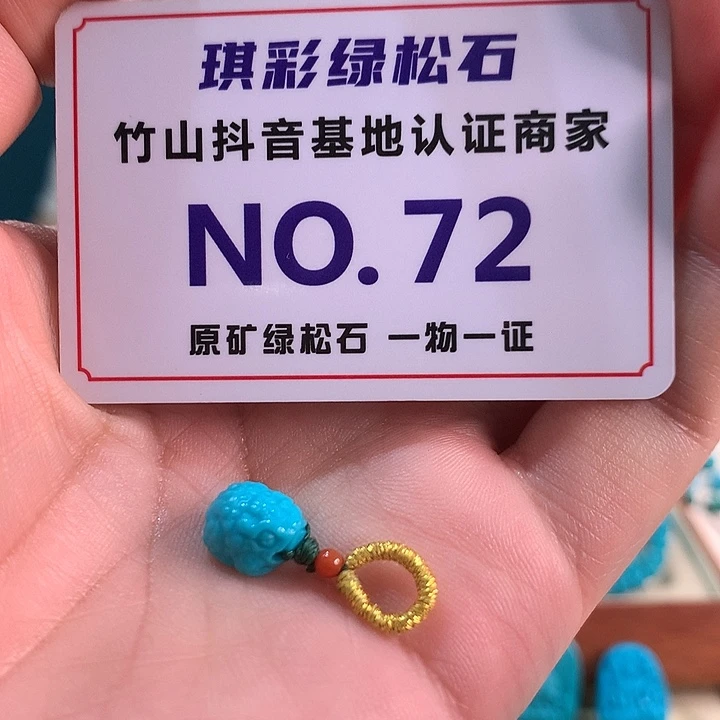 琪彩绿松石
竹山抖音基地认证商家
NO.72
原矿绿松石 一物一证